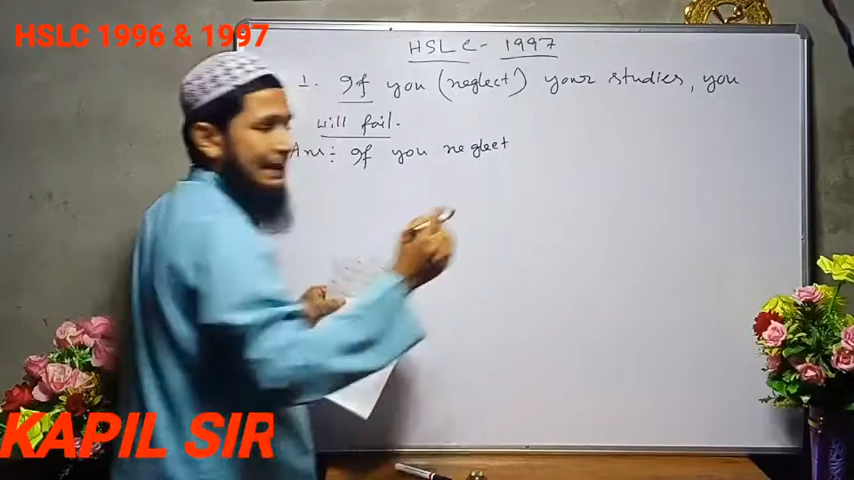 HSLC (1996 & 1997)
HSLC - 1997
1. If you (neglect) your studies, you
will fail.
Ans: If you neglect
KAPIL SIR